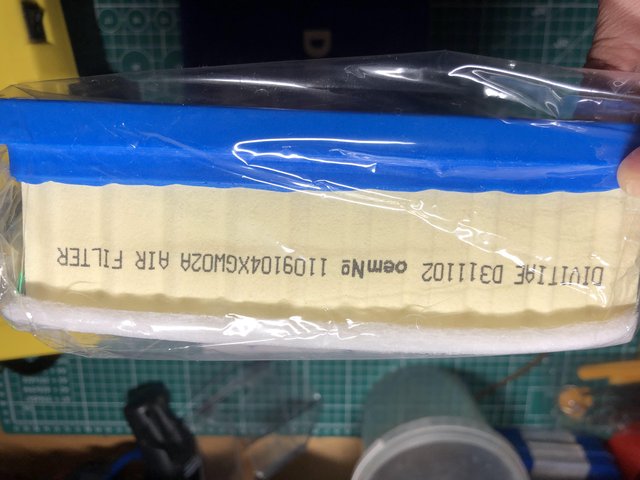 DIVITIAE D311102 oem№ 1109104XGW02A AIR FILTER